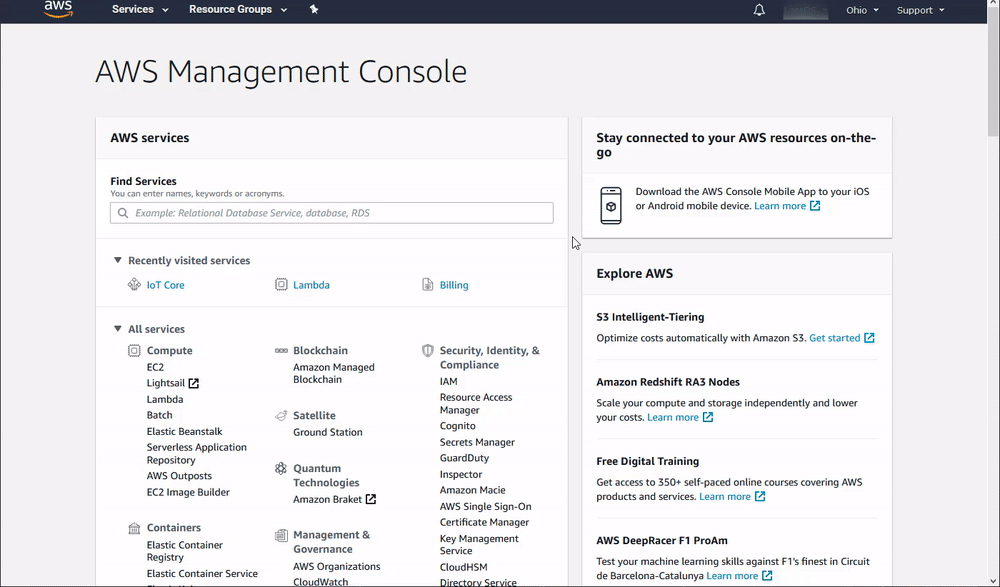 aws
Services
Resource Groups
Ohio
Support
AWS Management Console
AWS services
Find Services
You can enter names, keywords or acronyms.
Example: Relational Database Service, database, RDS
Recently visited services
IoT Core
Lambda
Billing
All services
Compute
EC2
Lightsail
Lambda
Batch
Elastic Beanstalk
Serverless Application
Repository
AWS Outposts
EC2 Image Builder
Containers
Elastic Container
Registry
Elastic Container Service
Blockchain
Amazon Managed
Blockchain
Satellite
Ground Station
Quantum
Technologies
Amazon Braket
Management &
Governance
AWS Organizations
CloudWatch
Security, Identity, &
Compliance
IAM
Resource Access
Manager
Cognito
Secrets Manager
GuardDuty
Inspector
Amazon Macie
AWS Single Sign-On
Certificate Manager
Key Management
Service
CloudHSM
Directory Service
Stay connected to your AWS resources on-the-
go
Download the AWS Console Mobile App to your iOS
or Android mobile device. Learn more
Explore AWS
S3 Intelligent-Tiering
Optimize costs automatically with Amazon S3. Get started
Amazon Redshift RA3 Nodes
Scale your compute and storage independently and lower
your costs. Learn more
Free Digital Training
Get access to 350+ self-paced online courses covering AWS
products and services. Learn more
AWS DeepRacer F1 ProAm
Test your machine learning skills against F1's finest in Circuit
de Barcelona-Catalunya Learn more